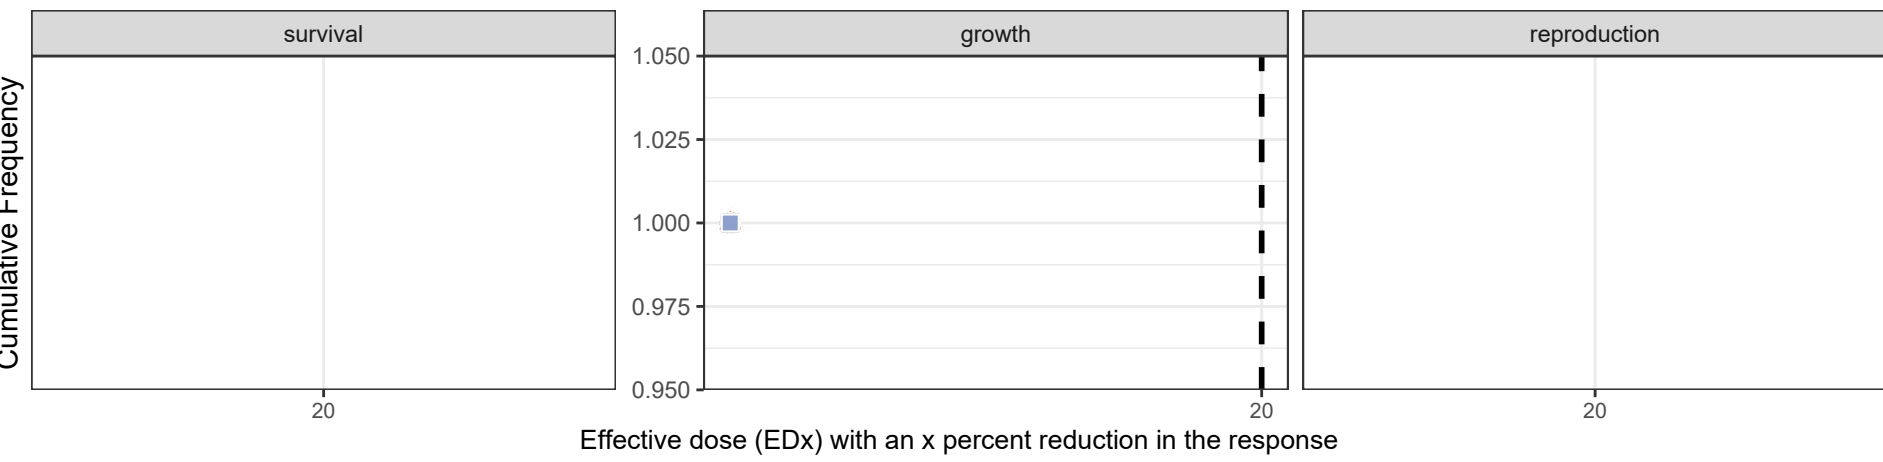 survival
growth
reproduction
Cumulative Frequency
1.050
1.025
1.000
0.975
0.950
20
20
20
Effective dose (EDx) with an x percent reduction in the response